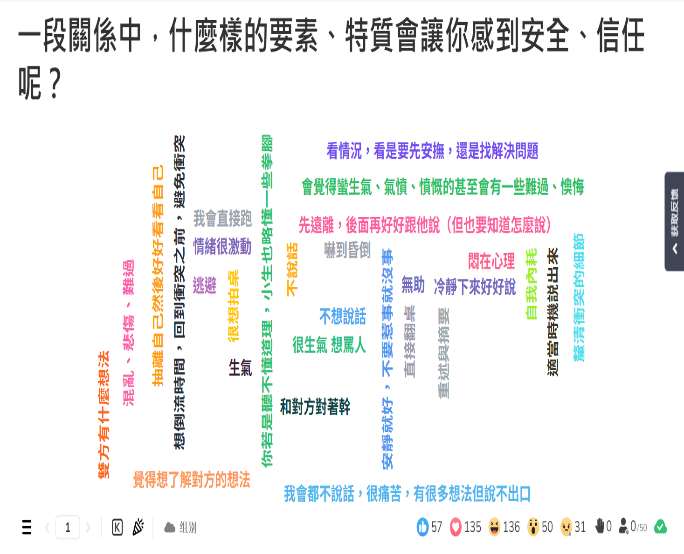 一段關係中，什麼樣的要素、特質會讓你感到安全、信任
呢？
看情況，看是要先安撫，還是找解決問題
會覺得蠻生氣、氣憤、憤慨的甚至會有一些難過、懊悔
先遠離，後面再好好跟他說（但也要知道怎麼說）
我會直接跑
情緒很激動
嚇到昏倒
悶在心理
逃避
無助
冷靜下來好好說
不想說話
很生氣 想罵人
生氣
和對方對著幹
雙方有什麼想法
混亂、悲傷、難過
抽離自己然後好好看看自己
想倒流時間，回到衝突之前，避免衝突
很想拍桌
你若是聽不懂道理，小生也略懂一些拳腳
不說話
安靜就好，不要惹事就沒事
直接翻桌
重述與摘要
自我內耗
適當時機說出來
釐清衝突的細節
覺得想了解對方的想法
我會都不說話，很痛苦，有很多想法但說不出口
获取反馈
1
K
组别
57
135
136
50
31
0
0/50